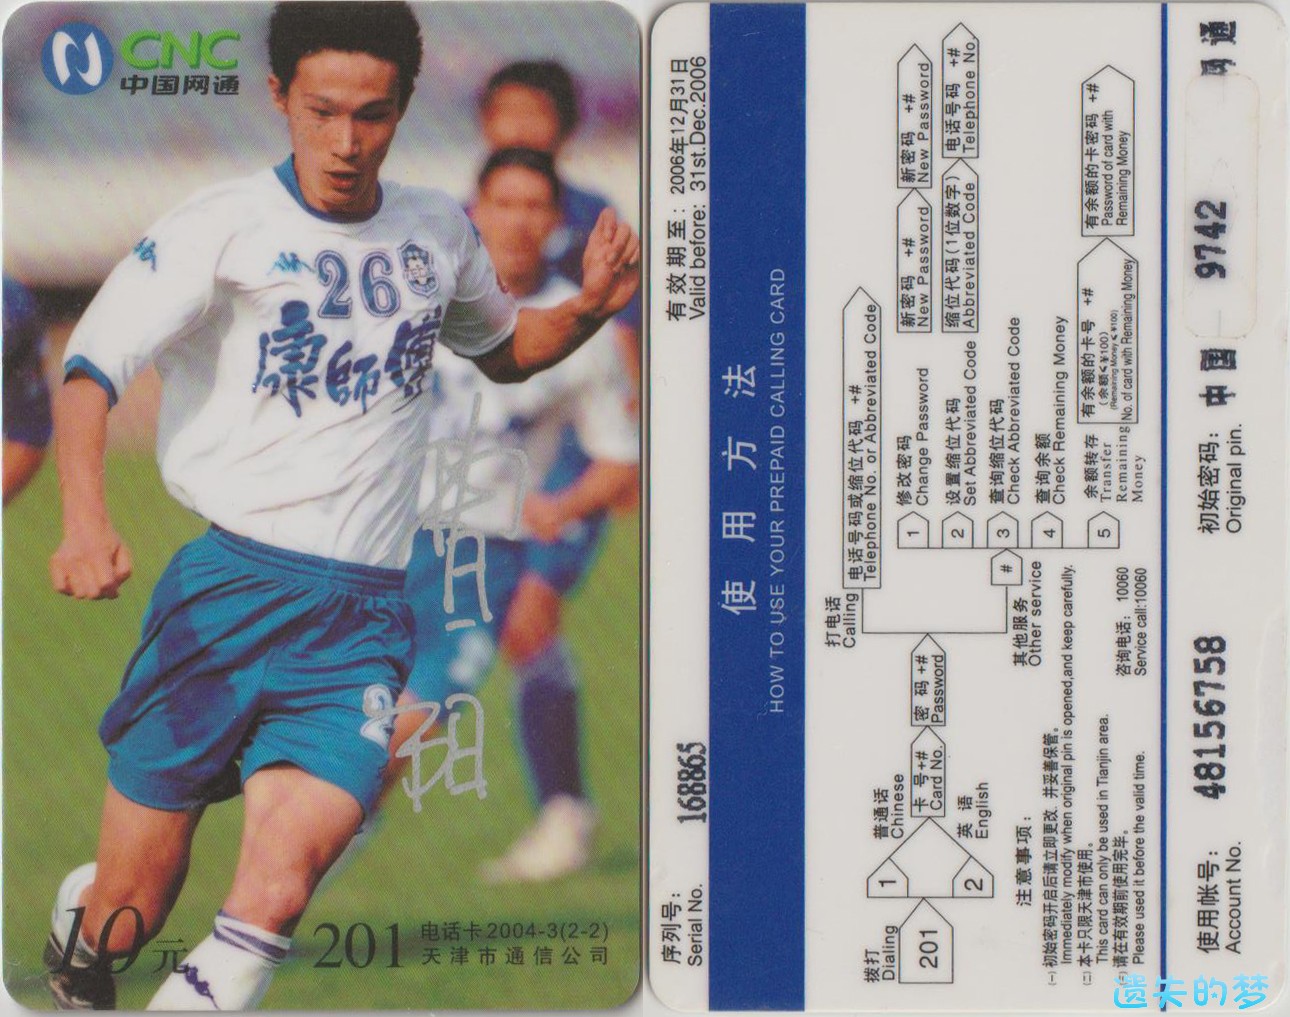 CNC
中国网通
26
康师傅
2
曹阳
10元
201
电话卡2004-3(2-2)
天津市通信公司
序列号：
Serial No.
168865
有效期至：2006年12月31日
Valid before: 31st.Dec.2006
使用方法
HOW TO USE YOUR PREPAID CALLING CARD
拨打
Dialing
201
1
普通话
Chinese
2
英语
English
卡号+#
Card No.
密码+#
Password
打电话
Calling
电话号码或缩位代码 +#
Telephone No. or Abbreviated Code
其他服务
Other service
#
1
修改密码
Change Password
新密码 +#
New Password
新密码 +#
New Password
2
设置缩位代码
Set Abbreviated Code
缩位代码(1位数字)
Abbreviated Code
电话号码 +#
Telephone No.
3
查询缩位代码
Check Abbreviated Code
4
查询余额
Check Remaining Money
5
余额转存
Transfer
Remaining
Money
有余额的卡号 +#
(余额≤¥100)
(Remaining Money≤¥100)
No. of card with Remaining Money
有余额的卡密码 +#
Password of card with
Remaining Money
注意事项：
(一)初始密码开启后请立即更改，并妥善保管。
Immediately modify when original pin is opened,and keep carefully.
(二)本卡只限天津市使用。
This card can only be used in Tianjin area.
(三)请在有效期前使用完毕。
Please used it before the valid time.
咨询电话：10060
Service call:10060
使用帐号：
Account No.
48156758
初始密码：
Original pin.
9742
中国网通
遗失的梦